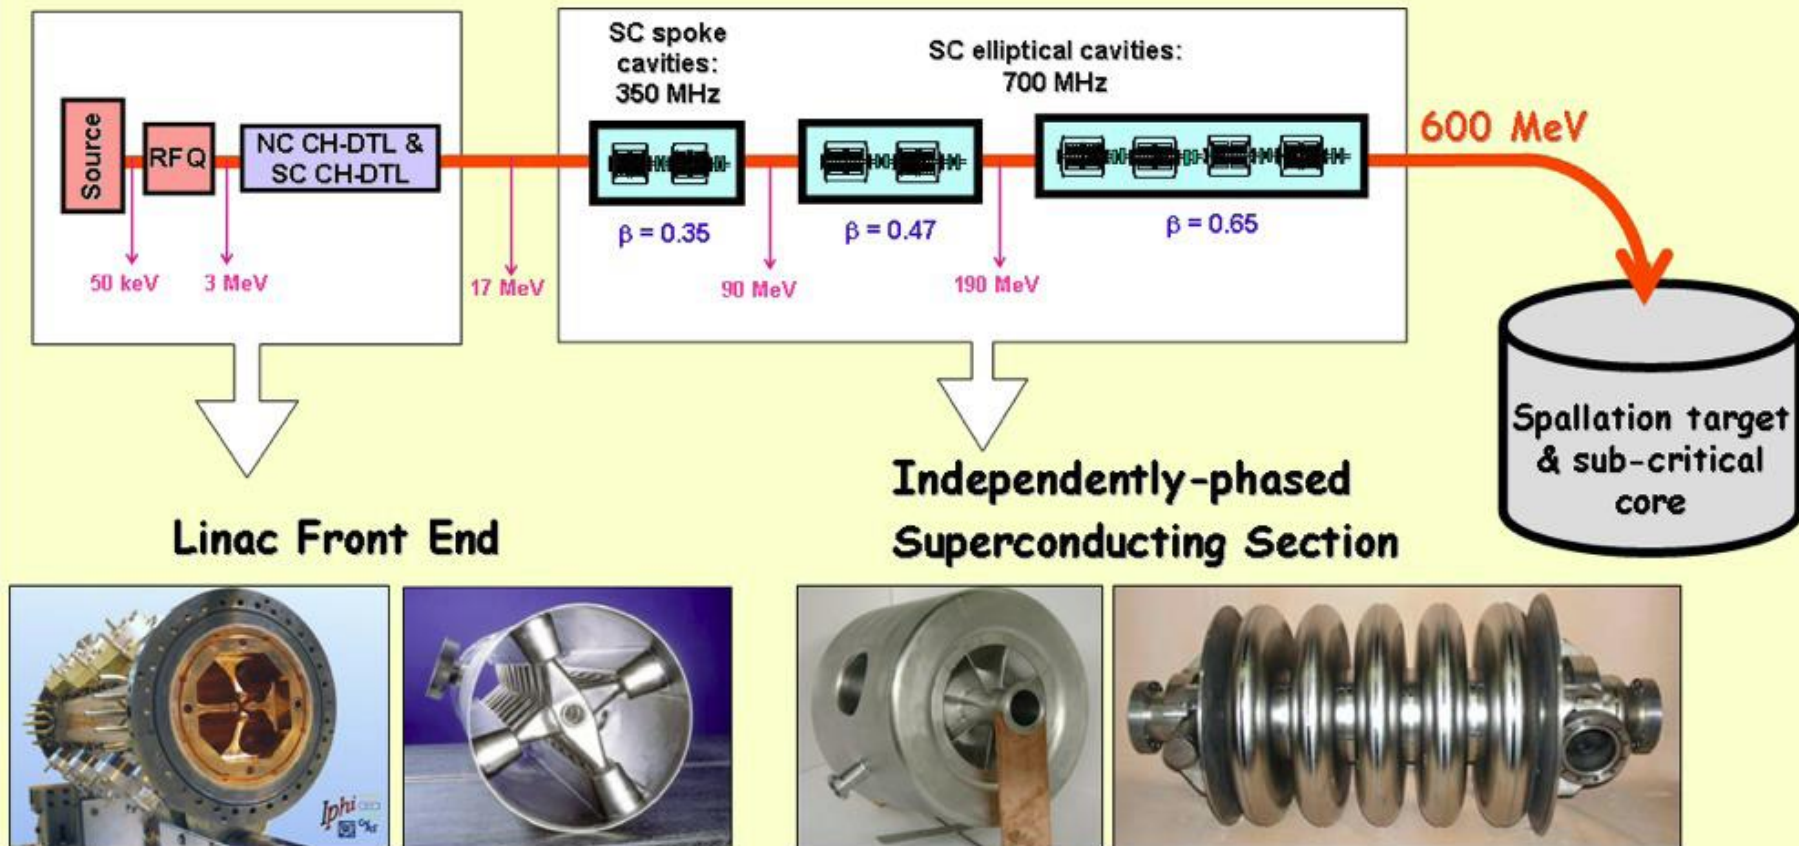 SC spoke
cavities:
350 MHz
SC elliptical cavities:
700 MHz
Source
RFQ
NC CH-DTL &
SC CH-DTL
600 MeV
β = 0.35
β = 0.47
β = 0.65
50 keV
3 MeV
17 MeV
90 MeV
190 MeV
Spallation target
& sub-critical
core
Linac Front End
Independently-phased
Superconducting Section
Iphi